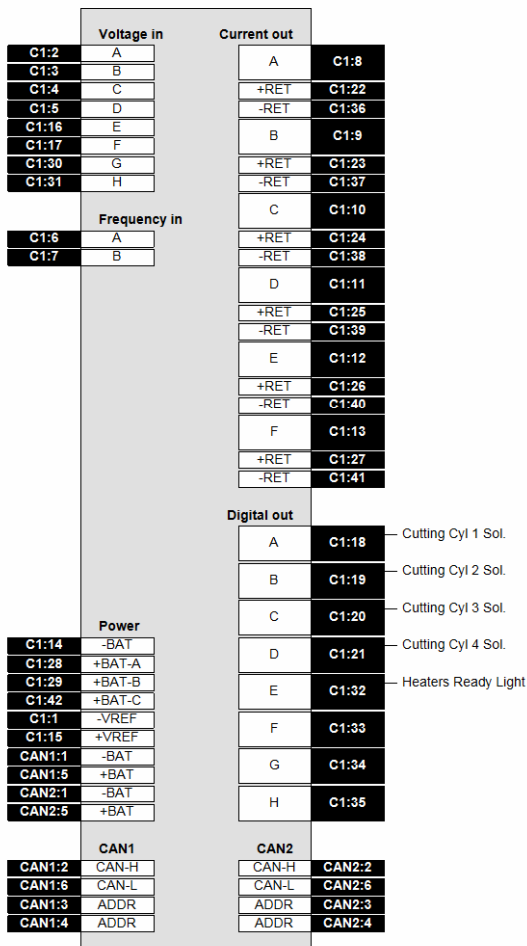 Voltage in
C1:2 A
C1:3 B
C1:4 C
C1:5 D
C1:16 E
C1:17 F
C1:30 G
C1:31 H
Frequency in
C1:6 A
C1:7 B
Power
C1:14 -BAT
C1:28 +BAT-A
C1:29 +BAT-B
C1:42 +BAT-C
C1:1 -VREF
C1:15 +VREF
CAN1:1 -BAT
CAN1:5 +BAT
CAN2:1 -BAT
CAN2:5 +BAT
CAN1
CAN1:2 CAN-H
CAN1:6 CAN-L
CAN1:3 ADDR
CAN1:4 ADDR
Current out
A C1:8
+RET C1:22
-RET C1:36
B C1:9
+RET C1:23
-RET C1:37
C C1:10
+RET C1:24
-RET C1:38
D C1:11
+RET C1:25
-RET C1:39
E C1:12
+RET C1:26
-RET C1:40
F C1:13
+RET C1:27
-RET C1:41
Digital out
A C1:18 Cutting Cyl 1 Sol.
B C1:19 Cutting Cyl 2 Sol.
C C1:20 Cutting Cyl 3 Sol.
D C1:21 Cutting Cyl 4 Sol.
E C1:32 Heaters Ready Light
F C1:33
G C1:34
H C1:35
CAN2
CAN-H CAN2:2
CAN-L CAN2:6
ADDR CAN2:3
ADDR CAN2:4